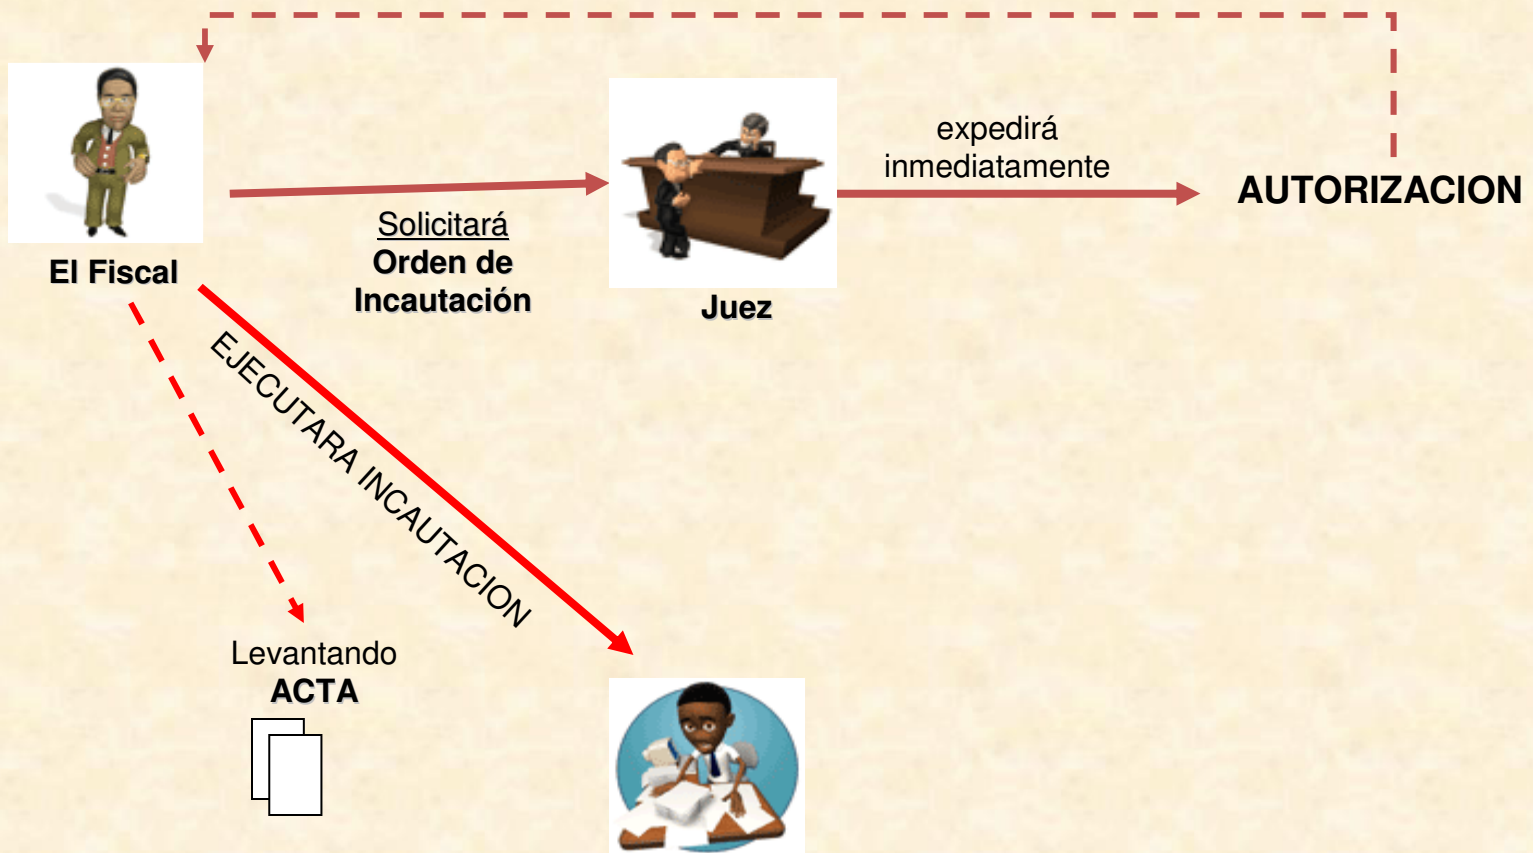 El Fiscal
Solicitará
Orden de
Incautación
Juez
expedirá
inmediatamente
AUTORIZACION
EJECUTARA INCAUTACION
Levantando
ACTA